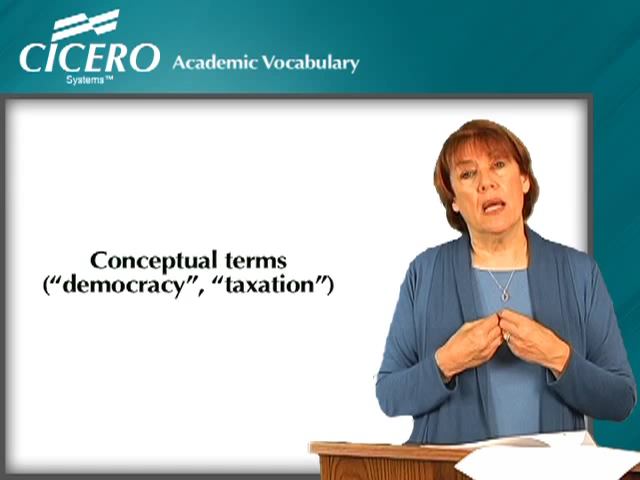 CICERO
Systems™
Academic Vocabulary
Conceptual terms
(“democracy”, “taxation”)